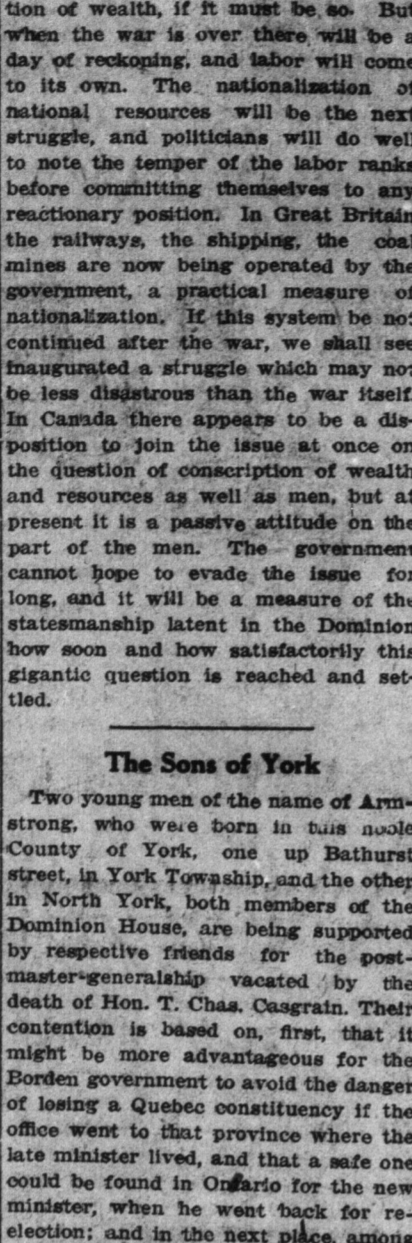 tion of wealth, if it must be so. But
when the war is over there will be a
day of reckoning, and labor will come
to its own. The nationalization of
national resources will be the next
struggle, and politicians will do well
to note the temper of the labor ranks
before committing themselves to any
reactionary position. In Great Britain
the railways, the shipping, the coal
mines are now being operated by the
government, a practical measure of
nationalization. If this system be not
continued after the war, we shall see
inaugurated a struggle which may not
be less disastrous than the war itself.
In Canada there appears to be a dis-
position to join the issue at once on
the question of conscription of wealth
and resources as well as men, but at
present it is a passive attitude on the
part of the men. The government
cannot hope to evade the issue for
long, and it will be a measure of the
statesmanship latent in the Dominion
how soon and how satisfactorily this
gigantic question is reached and set-
tled.
The Sons of York
Two young men of the name of Arm-
strong, who were born in this noble
County of York, one up Bathurst
street, in York Township, and the other
in North York, both members of the
Dominion House, are being supported
by respective friends for the post-
master-generalship vacated by the
death of Hon. T. Chas. Casgrain. Their
contention is based on, first, that it
might be more advantageous for the
Borden government to avoid the danger
of losing a Quebec constituency if the
office went to that province where the
late minister lived, and that a safe one
could be found in Ontario for the new
minister, when he went back for re-
election; and in the next place, among